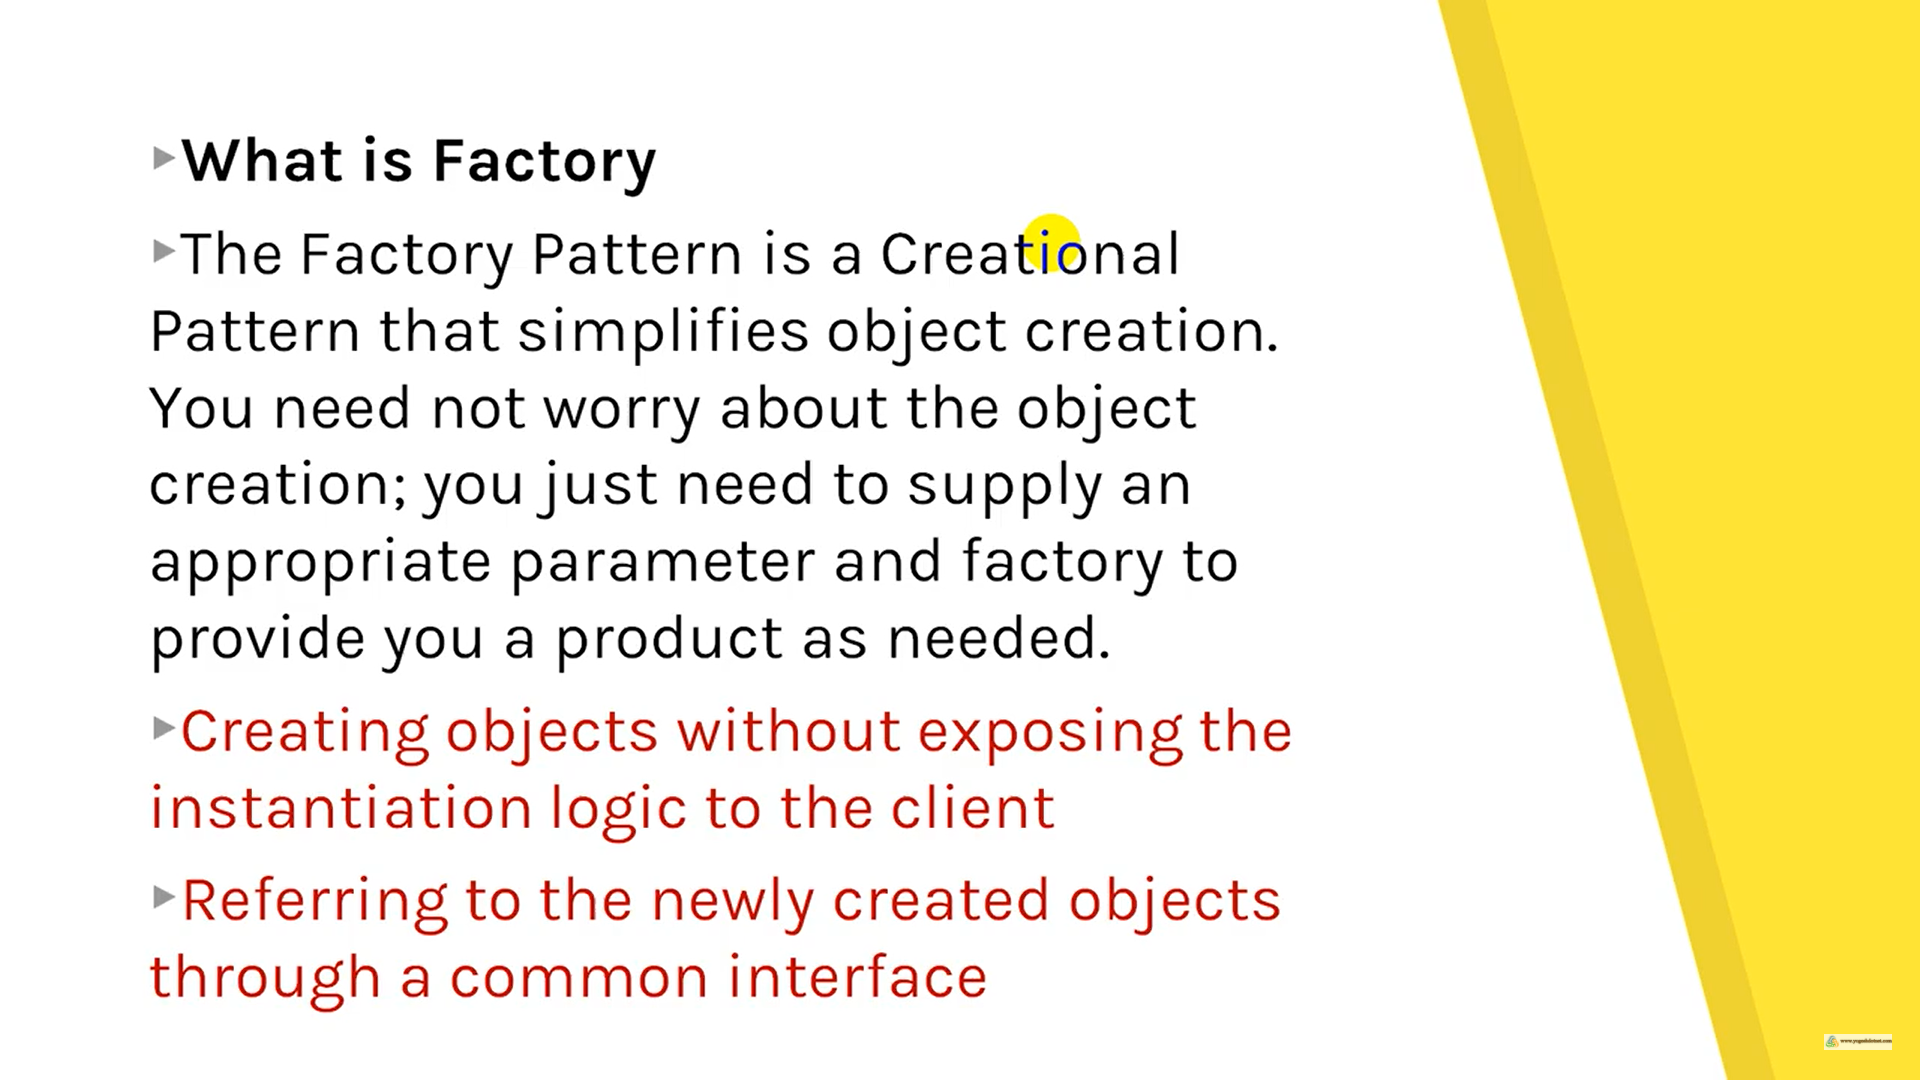 ▸What is Factory
▸The Factory Pattern is a Creational
Pattern that simplifies object creation.
You need not worry about the object
creation; you just need to supply an
appropriate parameter and factory to
provide you a product as needed.
▸Creating objects without exposing the
instantiation logic to the client
▸Referring to the newly created objects
through a common interface